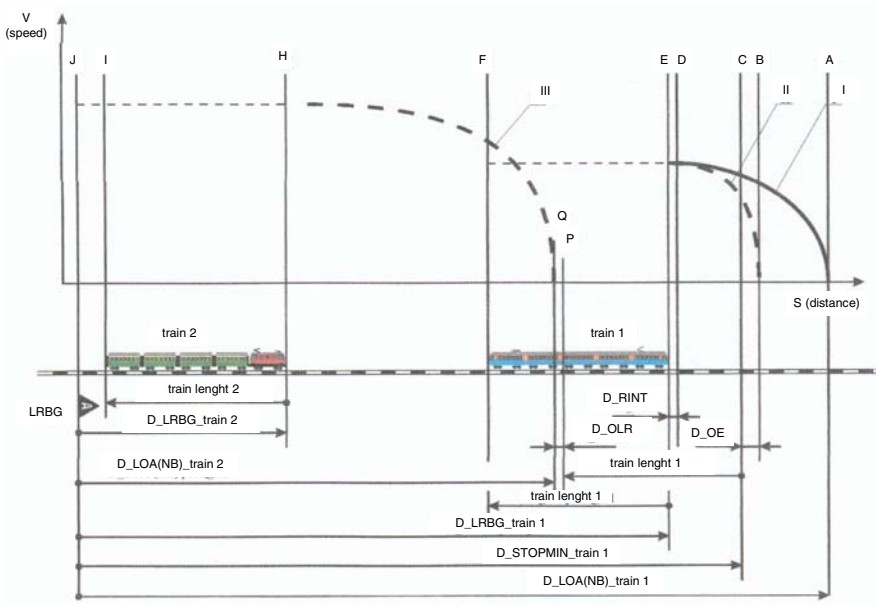 V
(speed)
J
I
H
F
E
D
C
B
A
III
II
I
Q
P
S (distance)
train 2
train 1
train lenght 2
LRBG
D_LRBG_train 2
D_RINT
D_OLR
D_OE
D_LOA(NB)_train 2
train lenght 1
train lenght 1
D_LRBG_train 1
D_STOPMIN_train 1
D_LOA(NB)_train 1